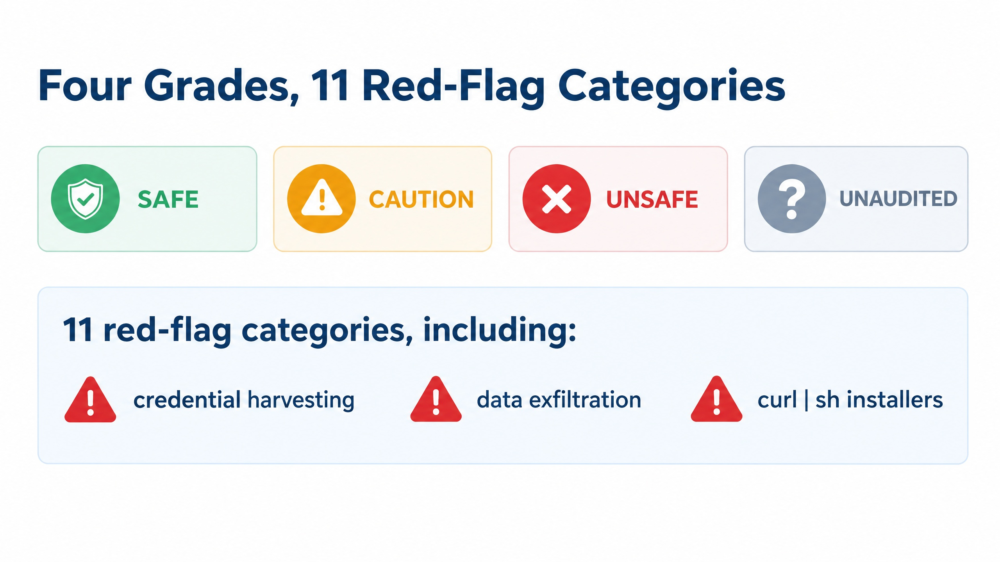 Four Grades, 11 Red-Flag Categories
SAFE
CAUTION
UNSAFE
UNAUDITED
11 red-flag categories, including:
credential harvesting
data exfiltration
curl | sh installers